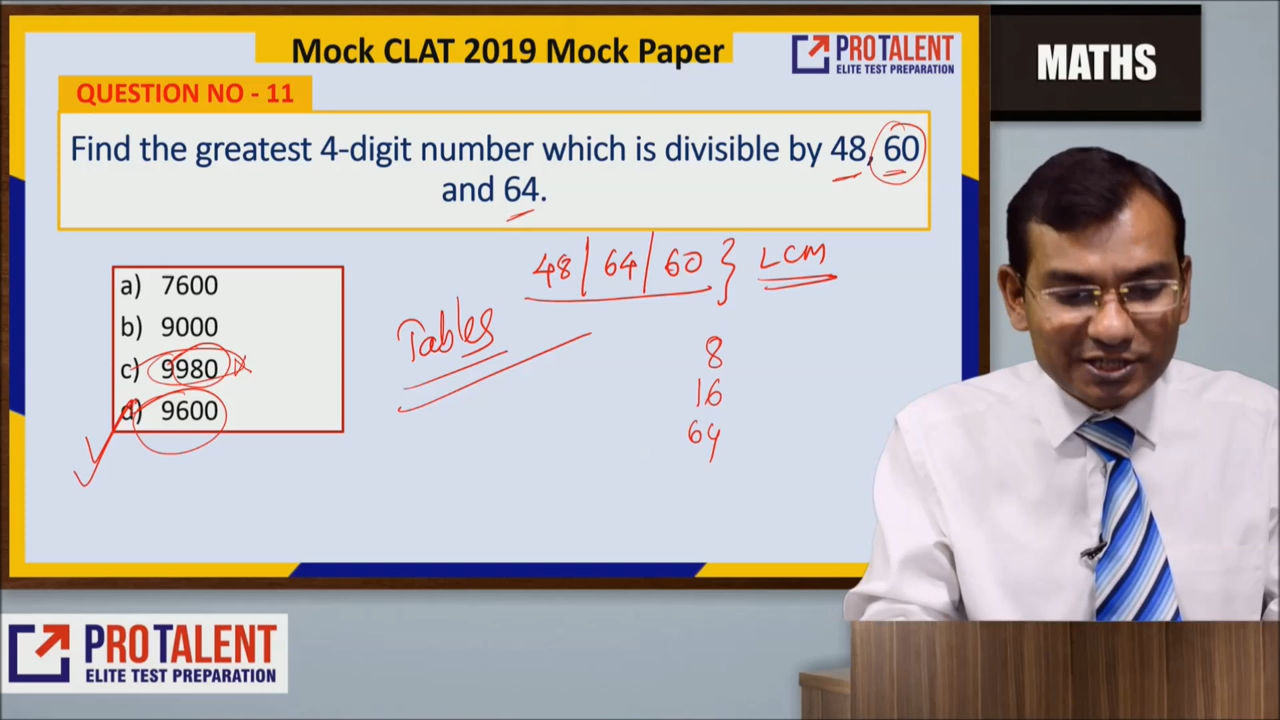 Mock CLAT 2019 Mock Paper
PROTALENT
ELITE TEST PREPARATION
MATHS
QUESTION NO - 11
Find the greatest 4-digit number which is divisible by 48, 60
and 64.
48 / 64 / 60 } LCM
a) 7600
b) 9000
c) 9980
d) 9600
Tables
8
16
64
PROTALENT
ELITE TEST PREPARATION